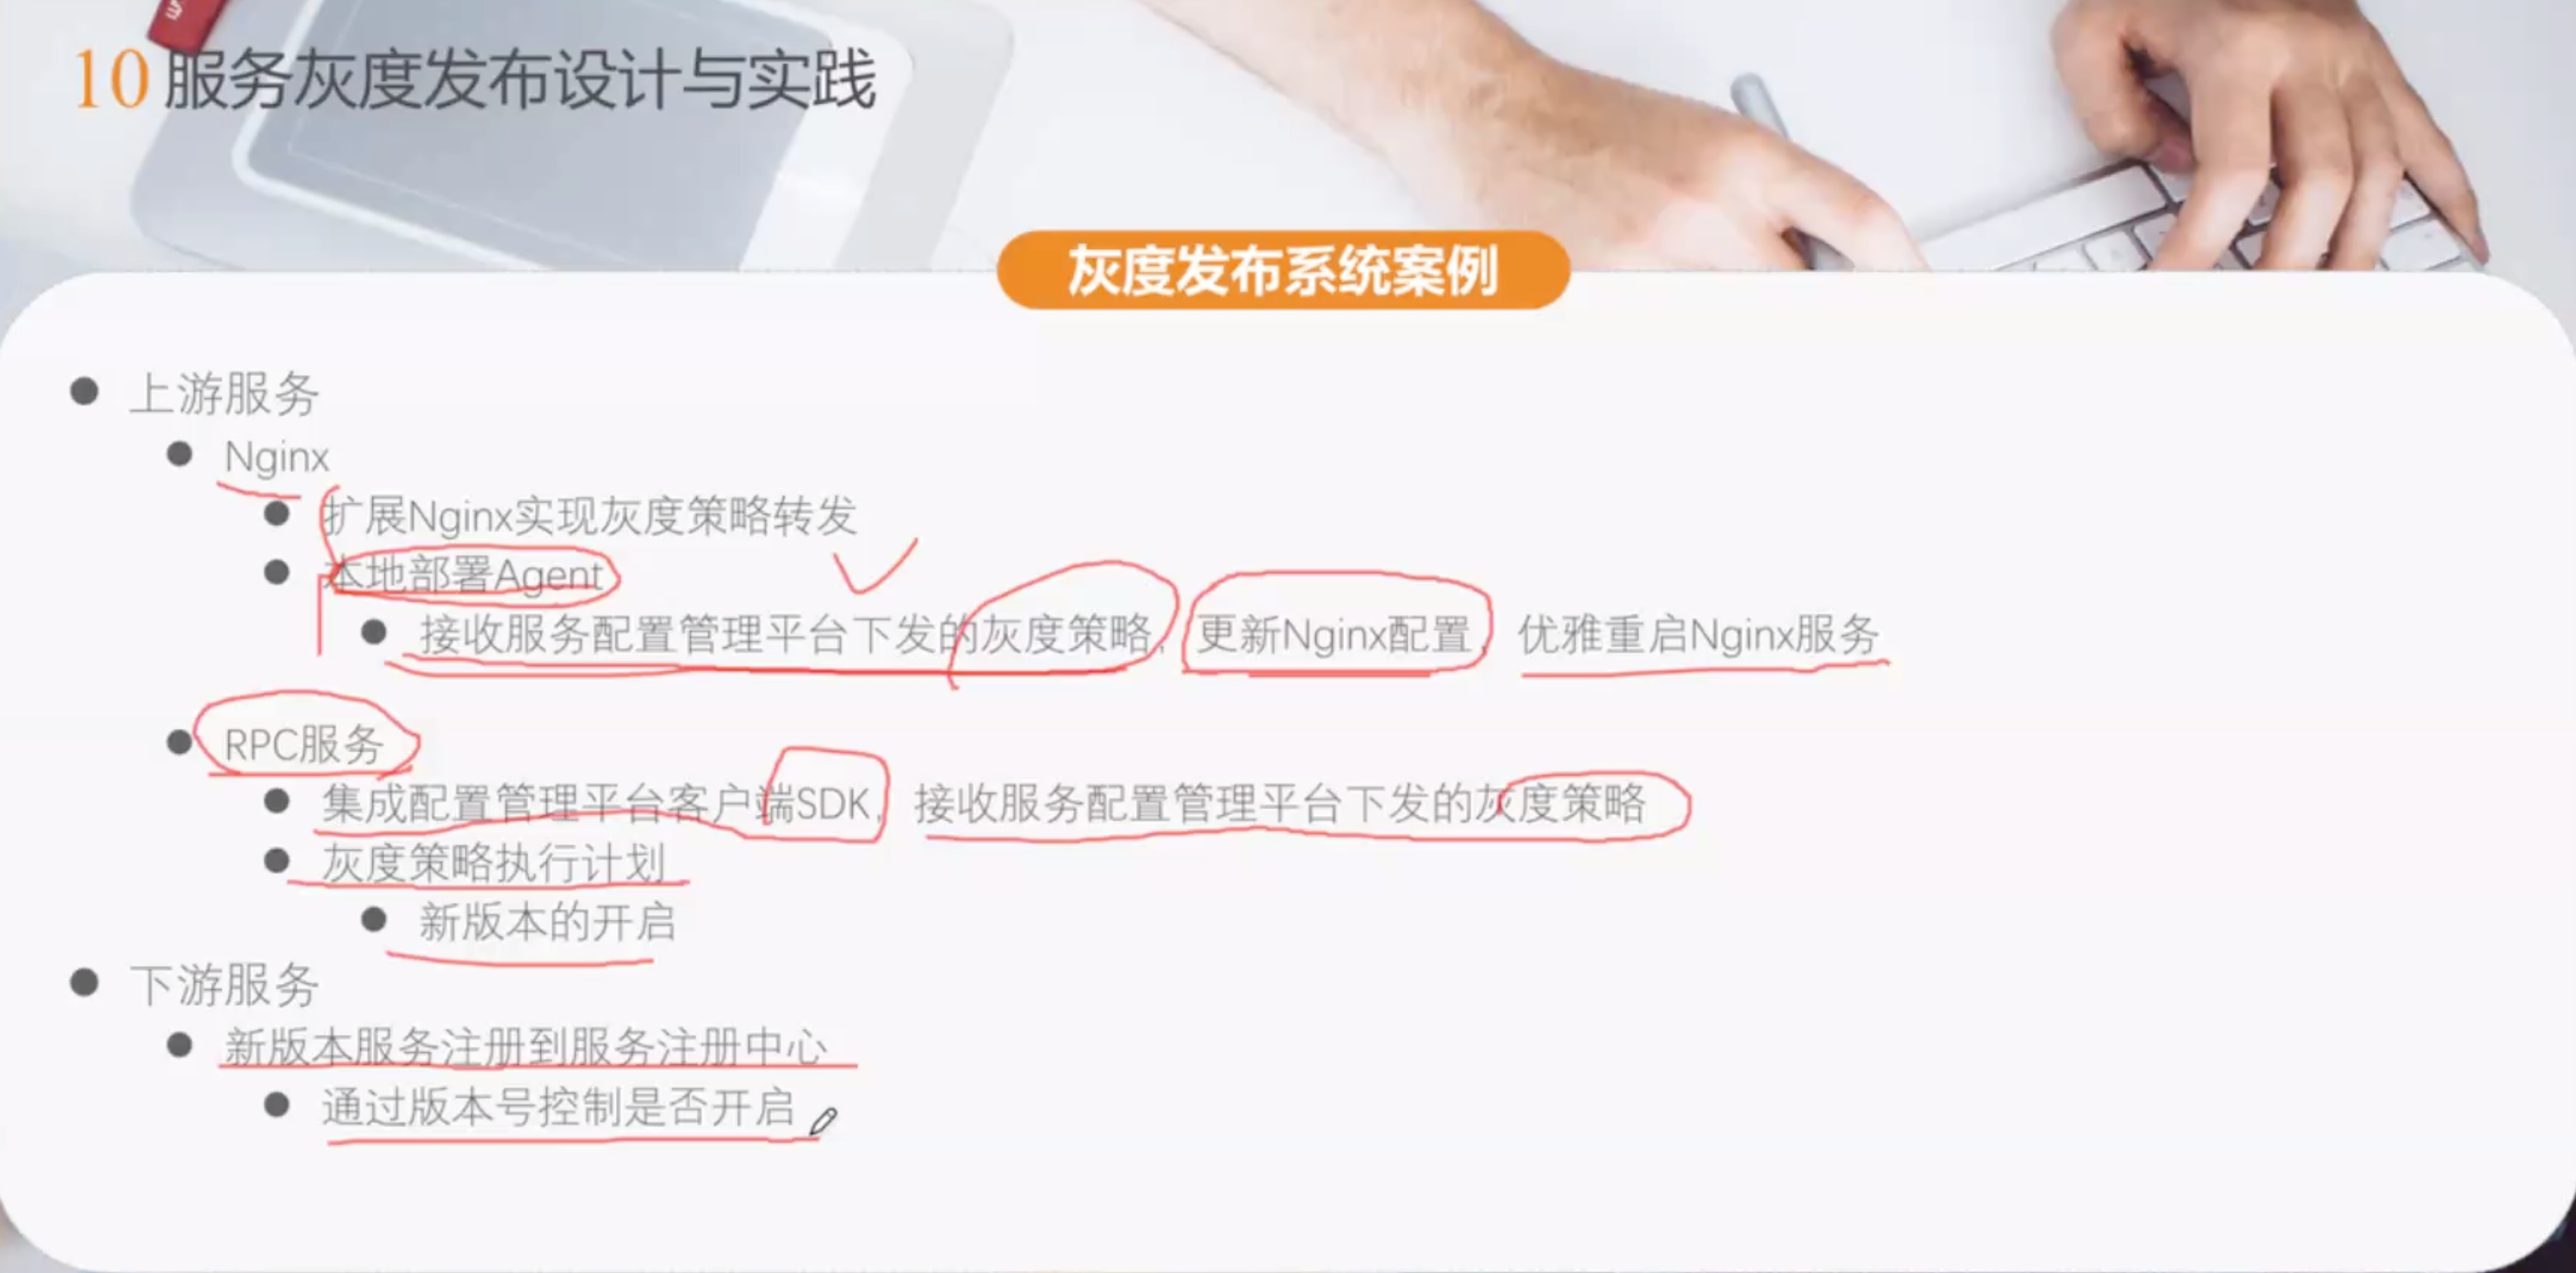 10 服务灰度发布设计与实践
灰度发布系统案例
上游服务
Nginx
扩展Nginx实现灰度策略转发
本地部署Agent
接收服务配置管理平台下发的灰度策略，更新Nginx配置，优雅重启Nginx服务
RPC服务
集成配置管理平台客户端SDK，接收服务配置管理平台下发的灰度策略
灰度策略执行计划
新版本的开启
下游服务
新版本服务注册到服务注册中心
通过版本号控制是否开启